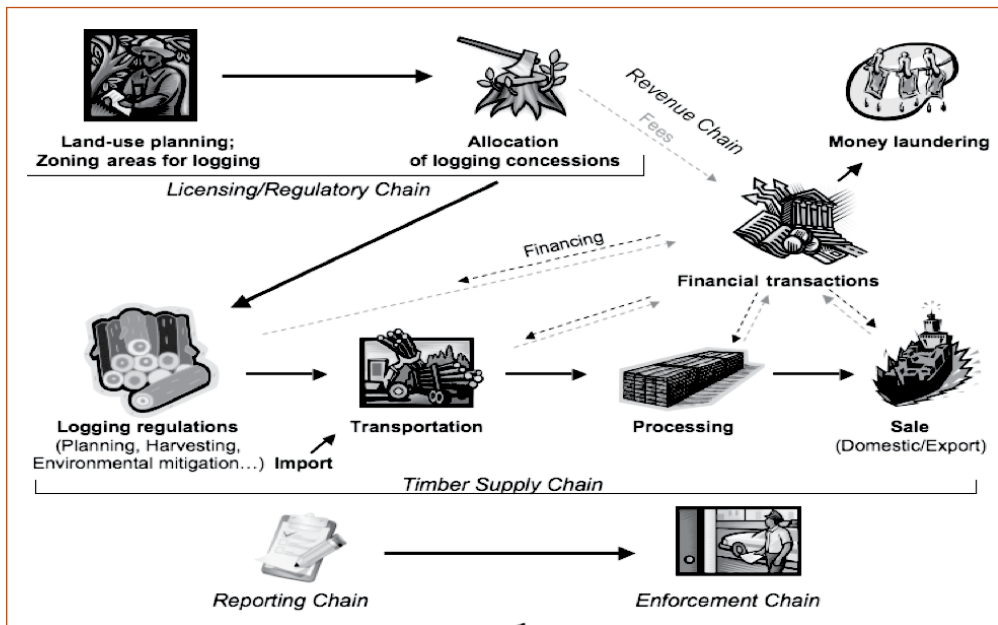 Land-use planning;
Zoning areas for logging
Allocation
of logging concessions
Licensing/Regulatory Chain
Revenue Chain
Fees
Money laundering
Financing
Financial transactions
Logging regulations
(Planning, Harvesting,
Environmental mitigation…)
Import
Transportation
Processing
Sale
(Domestic/Export)
Timber Supply Chain
Reporting Chain
Enforcement Chain